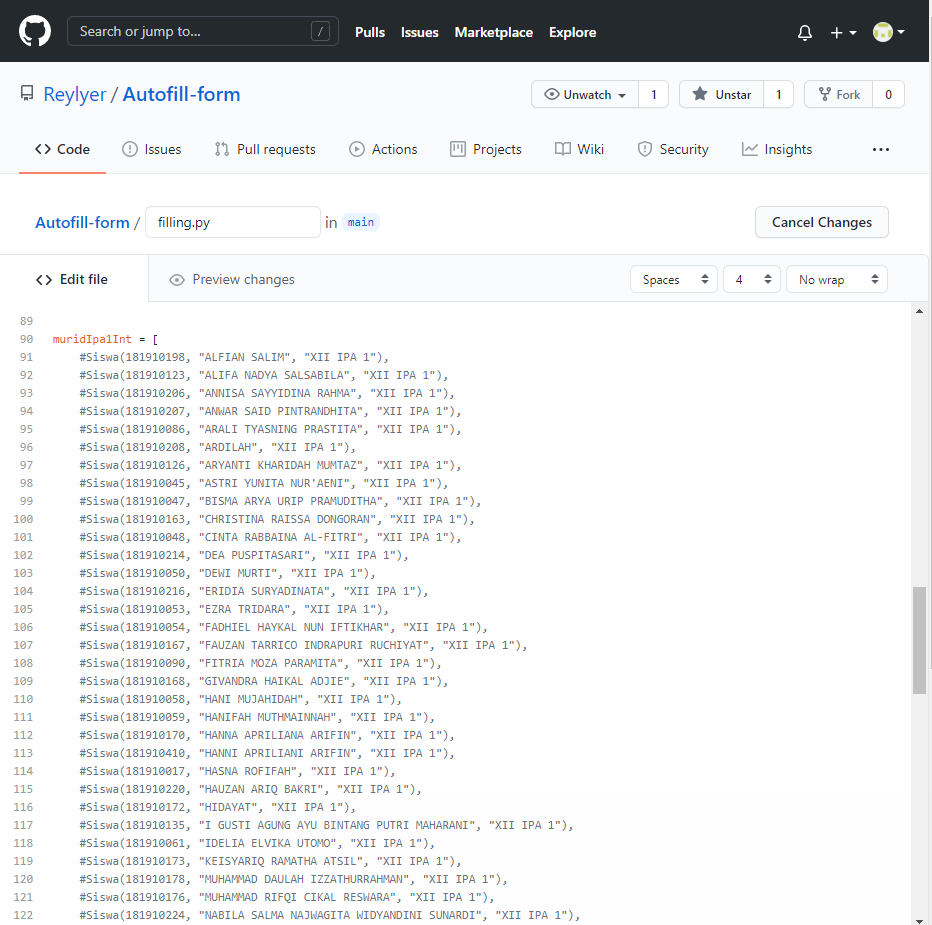 Search or jump to... /
Pulls Issues Marketplace Explore
Reylyer / Autofill-form
Unwatch 1 Unstar 1 Fork 0
Code Issues Pull requests Actions Projects Wiki Security Insights ...
Autofill-form / filling.py in main Cancel Changes
Edit file Preview changes Spaces 4 No wrap
89
90 muridIpa1Int = [
91 #Siswa(181910198, "ALFIAN SALIM", "XII IPA 1"),
92 #Siswa(181910123, "ALIFA NADYA SALSABILA", "XII IPA 1"),
93 #Siswa(181910206, "ANNISA SAYYIDINA RAHMA", "XII IPA 1"),
94 #Siswa(181910207, "ANWAR SAID PINTRANDHITA", "XII IPA 1"),
95 #Siswa(181910086, "ARALI TYASNING PRASTITA", "XII IPA 1"),
96 #Siswa(181910208, "ARDILAH", "XII IPA 1"),
97 #Siswa(181910126, "ARYANTI KHARIDAH MUMTAZ", "XII IPA 1"),
98 #Siswa(181910045, "ASTRI YUNITA NUR'AENI", "XII IPA 1"),
99 #Siswa(181910047, "BISMA ARYA URIP PRAMUDITHA", "XII IPA 1"),
100 #Siswa(181910163, "CHRISTINA RAISSA DONGORAN", "XII IPA 1"),
101 #Siswa(181910048, "CINTA RABBAINA AL-FITRI", "XII IPA 1"),
102 #Siswa(181910214, "DEA PUSPITASARI", "XII IPA 1"),
103 #Siswa(181910050, "DEWI MURTI", "XII IPA 1"),
104 #Siswa(181910216, "ERIDIA SURYADINATA", "XII IPA 1"),
105 #Siswa(181910053, "EZRA TRIDARA", "XII IPA 1"),
106 #Siswa(181910054, "FADHIEL HAYKAL NUN IFTIKHAR", "XII IPA 1"),
107 #Siswa(181910167, "FAUZAN TARRICO INDRAPURI RUCHIYAT", "XII IPA 1"),
108 #Siswa(181910090, "FITRIA MOZA PARAMITA", "XII IPA 1"),
109 #Siswa(181910168, "GIVANDRA HAIKAL ADJIE", "XII IPA 1"),
110 #Siswa(181910058, "HANI MUJAHIDAH", "XII IPA 1"),
111 #Siswa(181910059, "HANIFAH MUTHMAINNAH", "XII IPA 1"),
112 #Siswa(181910170, "HANNA APRILIANA ARIFIN", "XII IPA 1"),
113 #Siswa(181910410, "HANNI APRILIANI ARIFIN", "XII IPA 1"),
114 #Siswa(181910017, "HASNA ROFIFAH", "XII IPA 1"),
115 #Siswa(181910220, "HAUZAN ARIQ BAKRI", "XII IPA 1"),
116 #Siswa(181910172, "HIDAYAT", "XII IPA 1"),
117 #Siswa(181910135, "I GUSTI AGUNG AYU BINTANG PUTRI MAHARANI", "XII IPA 1"),
118 #Siswa(181910061, "IDELIA ELVIKA UTOMO", "XII IPA 1"),
119 #Siswa(181910173, "KEISYARIQ RAMATHA ATSIL", "XII IPA 1"),
120 #Siswa(181910178, "MUHAMMAD DAULAH IZZATHURRAHMAN", "XII IPA 1"),
121 #Siswa(181910176, "MUHAMMAD RIFQI CIKAL RESWARA", "XII IPA 1"),
122 #Siswa(181910224, "NABILA SALMA NAJWAGITA WIDYANDINI SUNARDI", "XII IPA 1"),